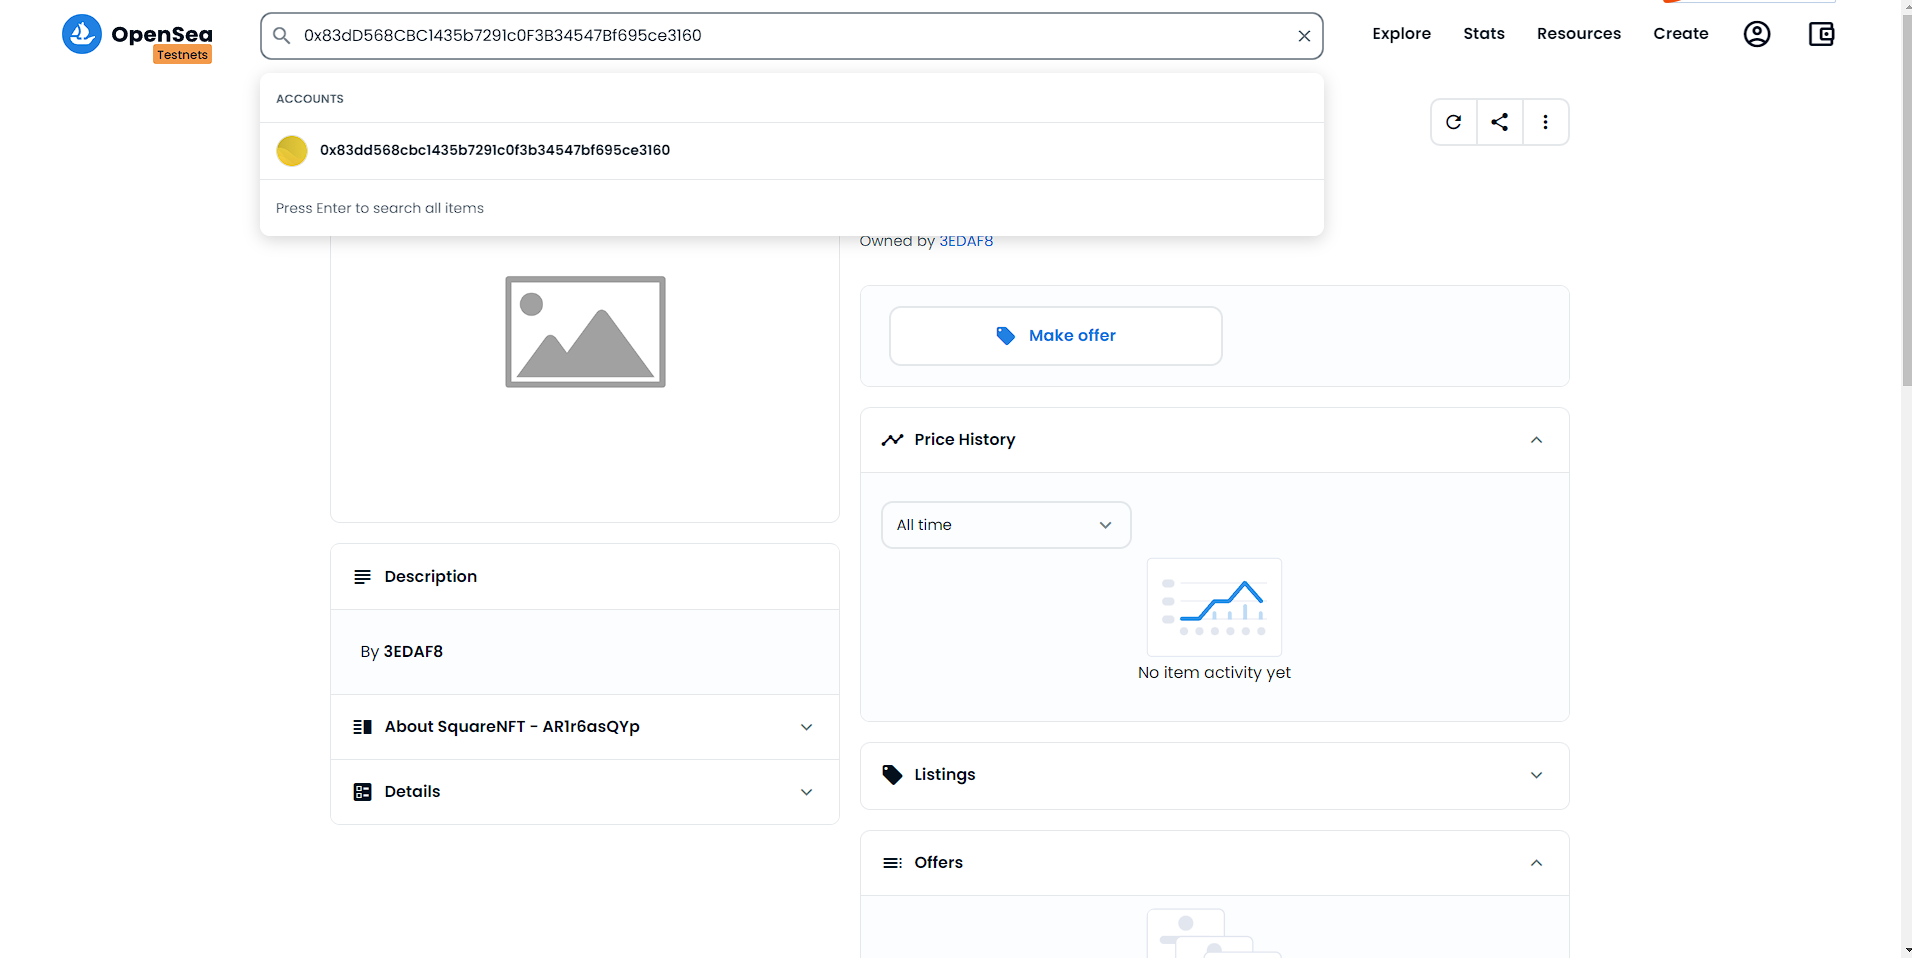 OpenSea
Testnets
0x83dD568CBC1435b7291c0F3B34547Bf695ce3160
Explore
Stats
Resources
Create
ACCOUNTS
0x83dd568cbc1435b7291c0f3b34547bf695ce3160
Press Enter to search all items
Owned by 3EDAF8
Make offer
Price History
All time
No item activity yet
Description
By 3EDAF8
About SquareNFT - AR1r6asQYp
Details
Listings
Offers